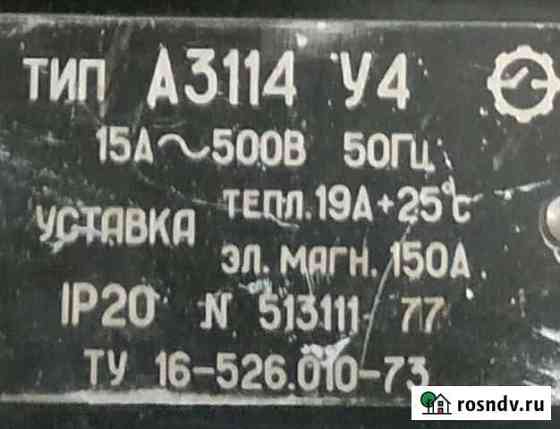 ТИП А3114 У4
15А~500В 50ГЦ
ТЕПЛ.19А+25°С
УСТАВКА
ЭЛ. МАГН. 150А
IP20 N 513111 77
ТУ 16-526.010-73
rosndv.ru